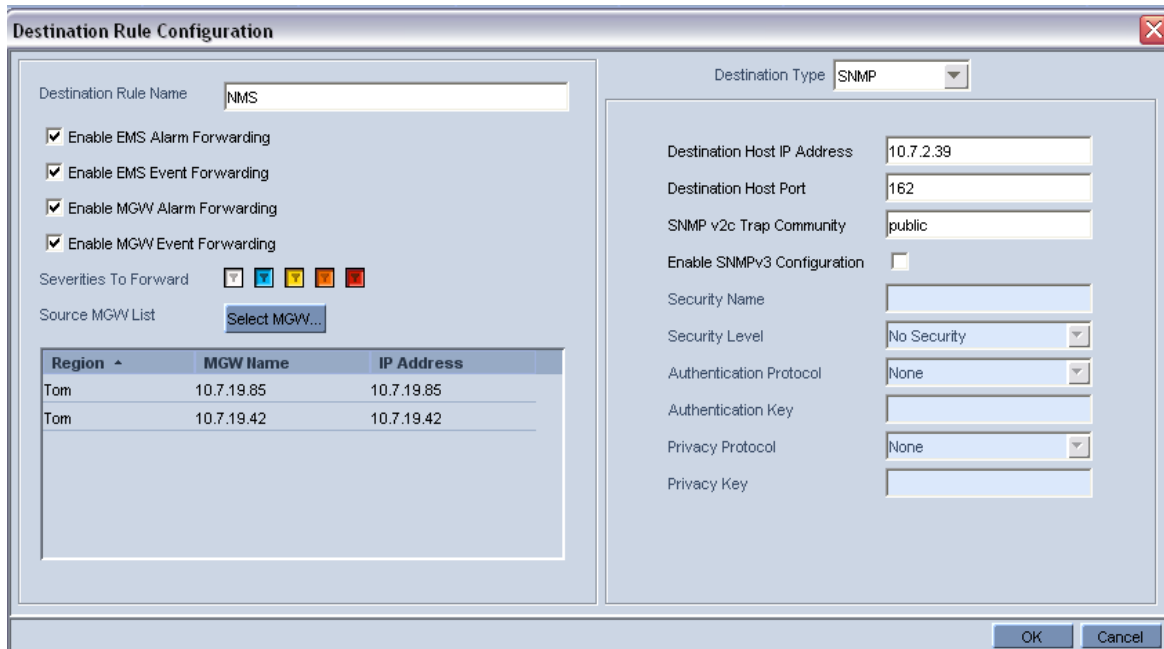 Destination Rule Configuration
Destination Rule Name NMS
Enable EMS Alarm Forwarding
Enable EMS Event Forwarding
Enable MGW Alarm Forwarding
Enable MGW Event Forwarding
Severities To Forward
Source MGW List Select MGW...
Region MGW Name IP Address
Tom 10.7.19.85 10.7.19.85
Tom 10.7.19.42 10.7.19.42
Destination Type SNMP
Destination Host IP Address 10.7.2.39
Destination Host Port 162
SNMP v2c Trap Community public
Enable SNMPv3 Configuration
Security Name
Security Level No Security
Authentication Protocol None
Authentication Key
Privacy Protocol None
Privacy Key
OK Cancel